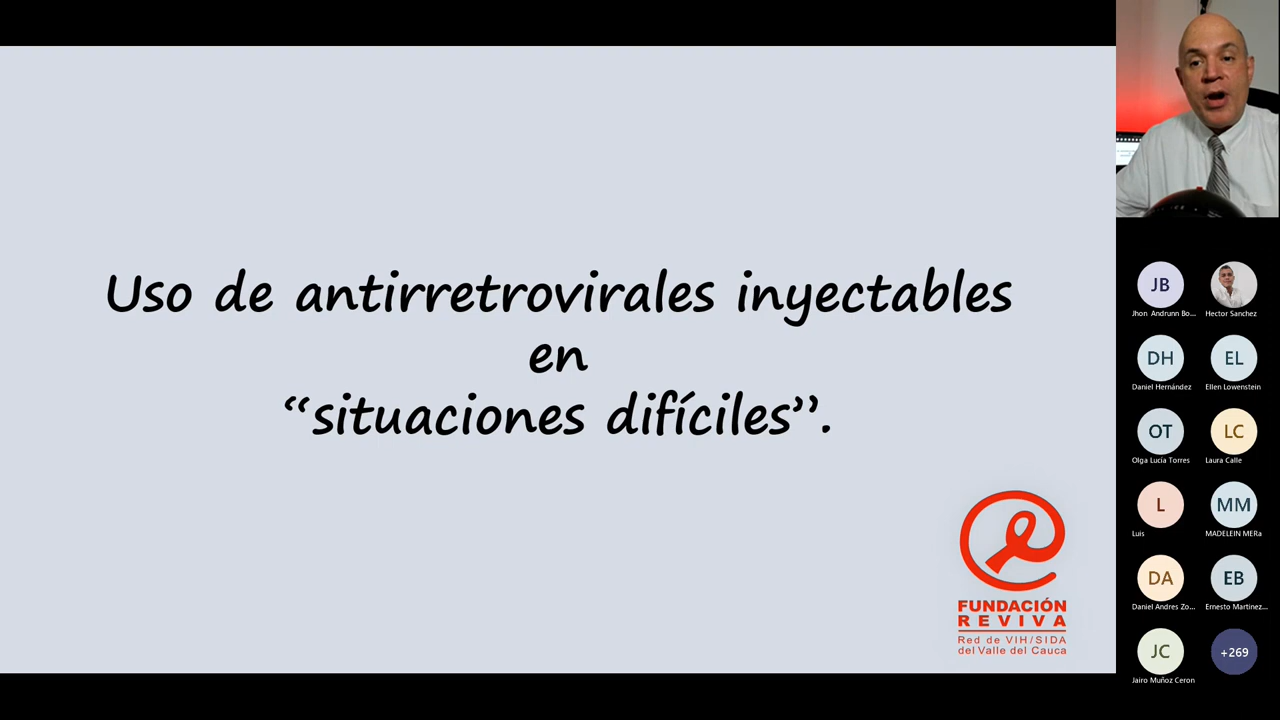 Uso de antirretrovirales inyectables
en
“situaciones difíciles”.
FUNDACIÓN
REVIVA
Red de VIH/SIDA
del Valle del Cauca
JB
Jhon Andrunn Bo...
Hector Sanchez
DH
Daniel Hernández
EL
Ellen Lowenstein
OT
Olga Lucía Torres
LC
Laura Calle
L
Luis
MM
MADELEIN MERa
DA
Daniel Andres Zo...
EB
Ernesto Martinez...
JC
Jairo Muñoz Ceron
+269